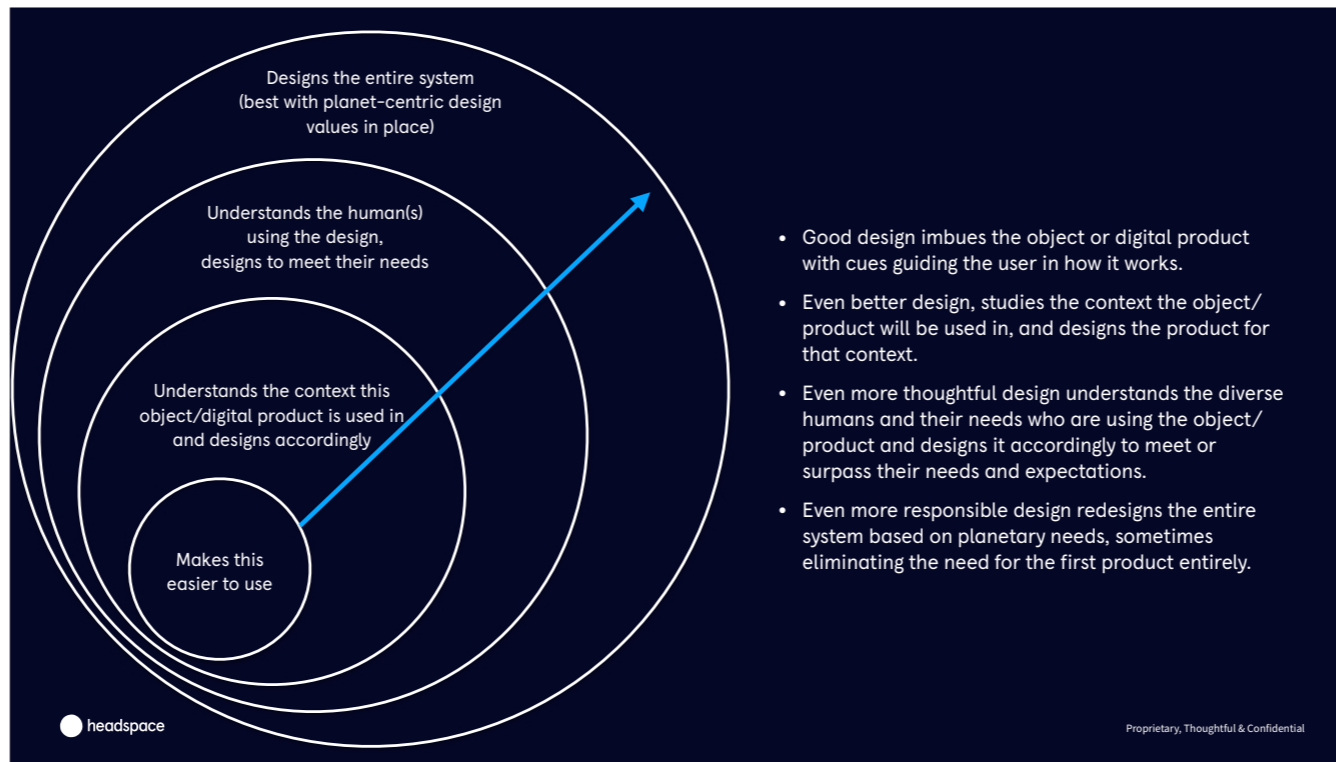 Designs the entire system
(best with planet-centric design
values in place)
Understands the human(s)
using the design,
designs to meet their needs
Understands the context this
object/digital product is used in
and designs accordingly
Makes this
easier to use
• Good design imbues the object or digital product
with cues guiding the user in how it works.
• Even better design, studies the context the object/
product will be used in, and designs the product for
that context.
• Even more thoughtful design understands the diverse
humans and their needs who are using the object/
product and designs it accordingly to meet or
surpass their needs and expectations.
• Even more responsible design redesigns the entire
system based on planetary needs, sometimes
eliminating the need for the first product entirely.
headspace
Proprietary, Thoughtful & Confidential